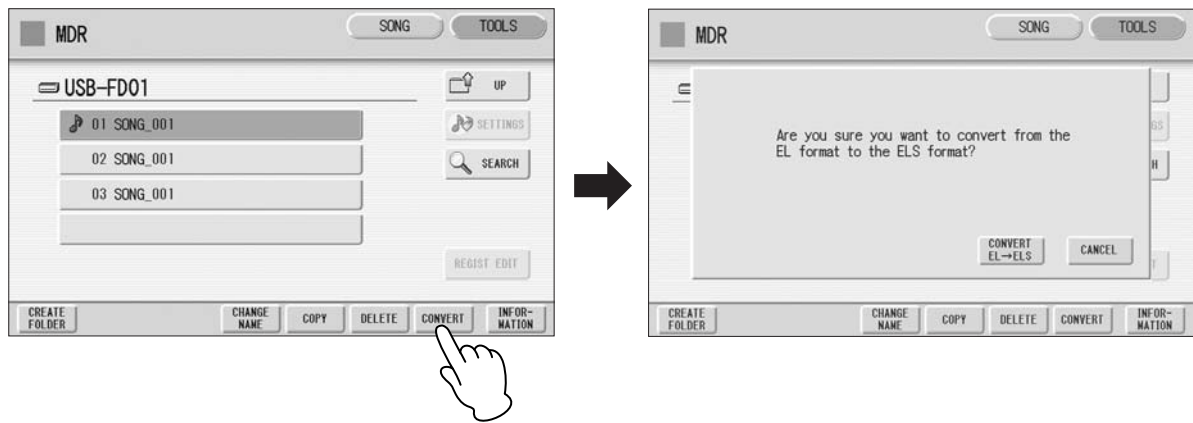 MDR
SONG
TOOLS
USB-FD01
UP
01 SONG_001
SETTINGS
02 SONG_001
SEARCH
03 SONG_001
REGIST EDIT
CREATE
FOLDER
CHANGE
NAME
COPY
DELETE
CONVERT
INFOR-
MATION
MDR
SONG
TOOLS
GS
H
Are you sure you want to convert from the
EL format to the ELS format?
CONVERT
EL→ELS
CANCEL
T
CREATE
FOLDER
CHANGE
NAME
COPY
DELETE
CONVERT
INFOR-
MATION